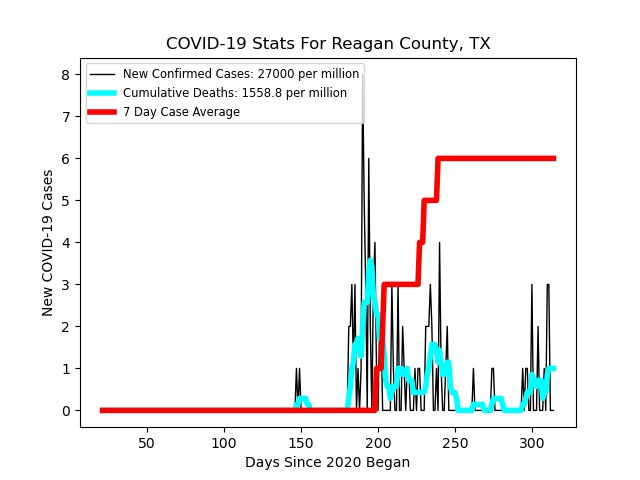 COVID-19 Stats For Reagan County, TX
New Confirmed Cases: 27000 per million
Cumulative Deaths: 1558.8 per million
7 Day Case Average
New COVID-19 Cases
8
7
6
5
4
3
2
1
0
50 100 150 200 250 300
Days Since 2020 Began